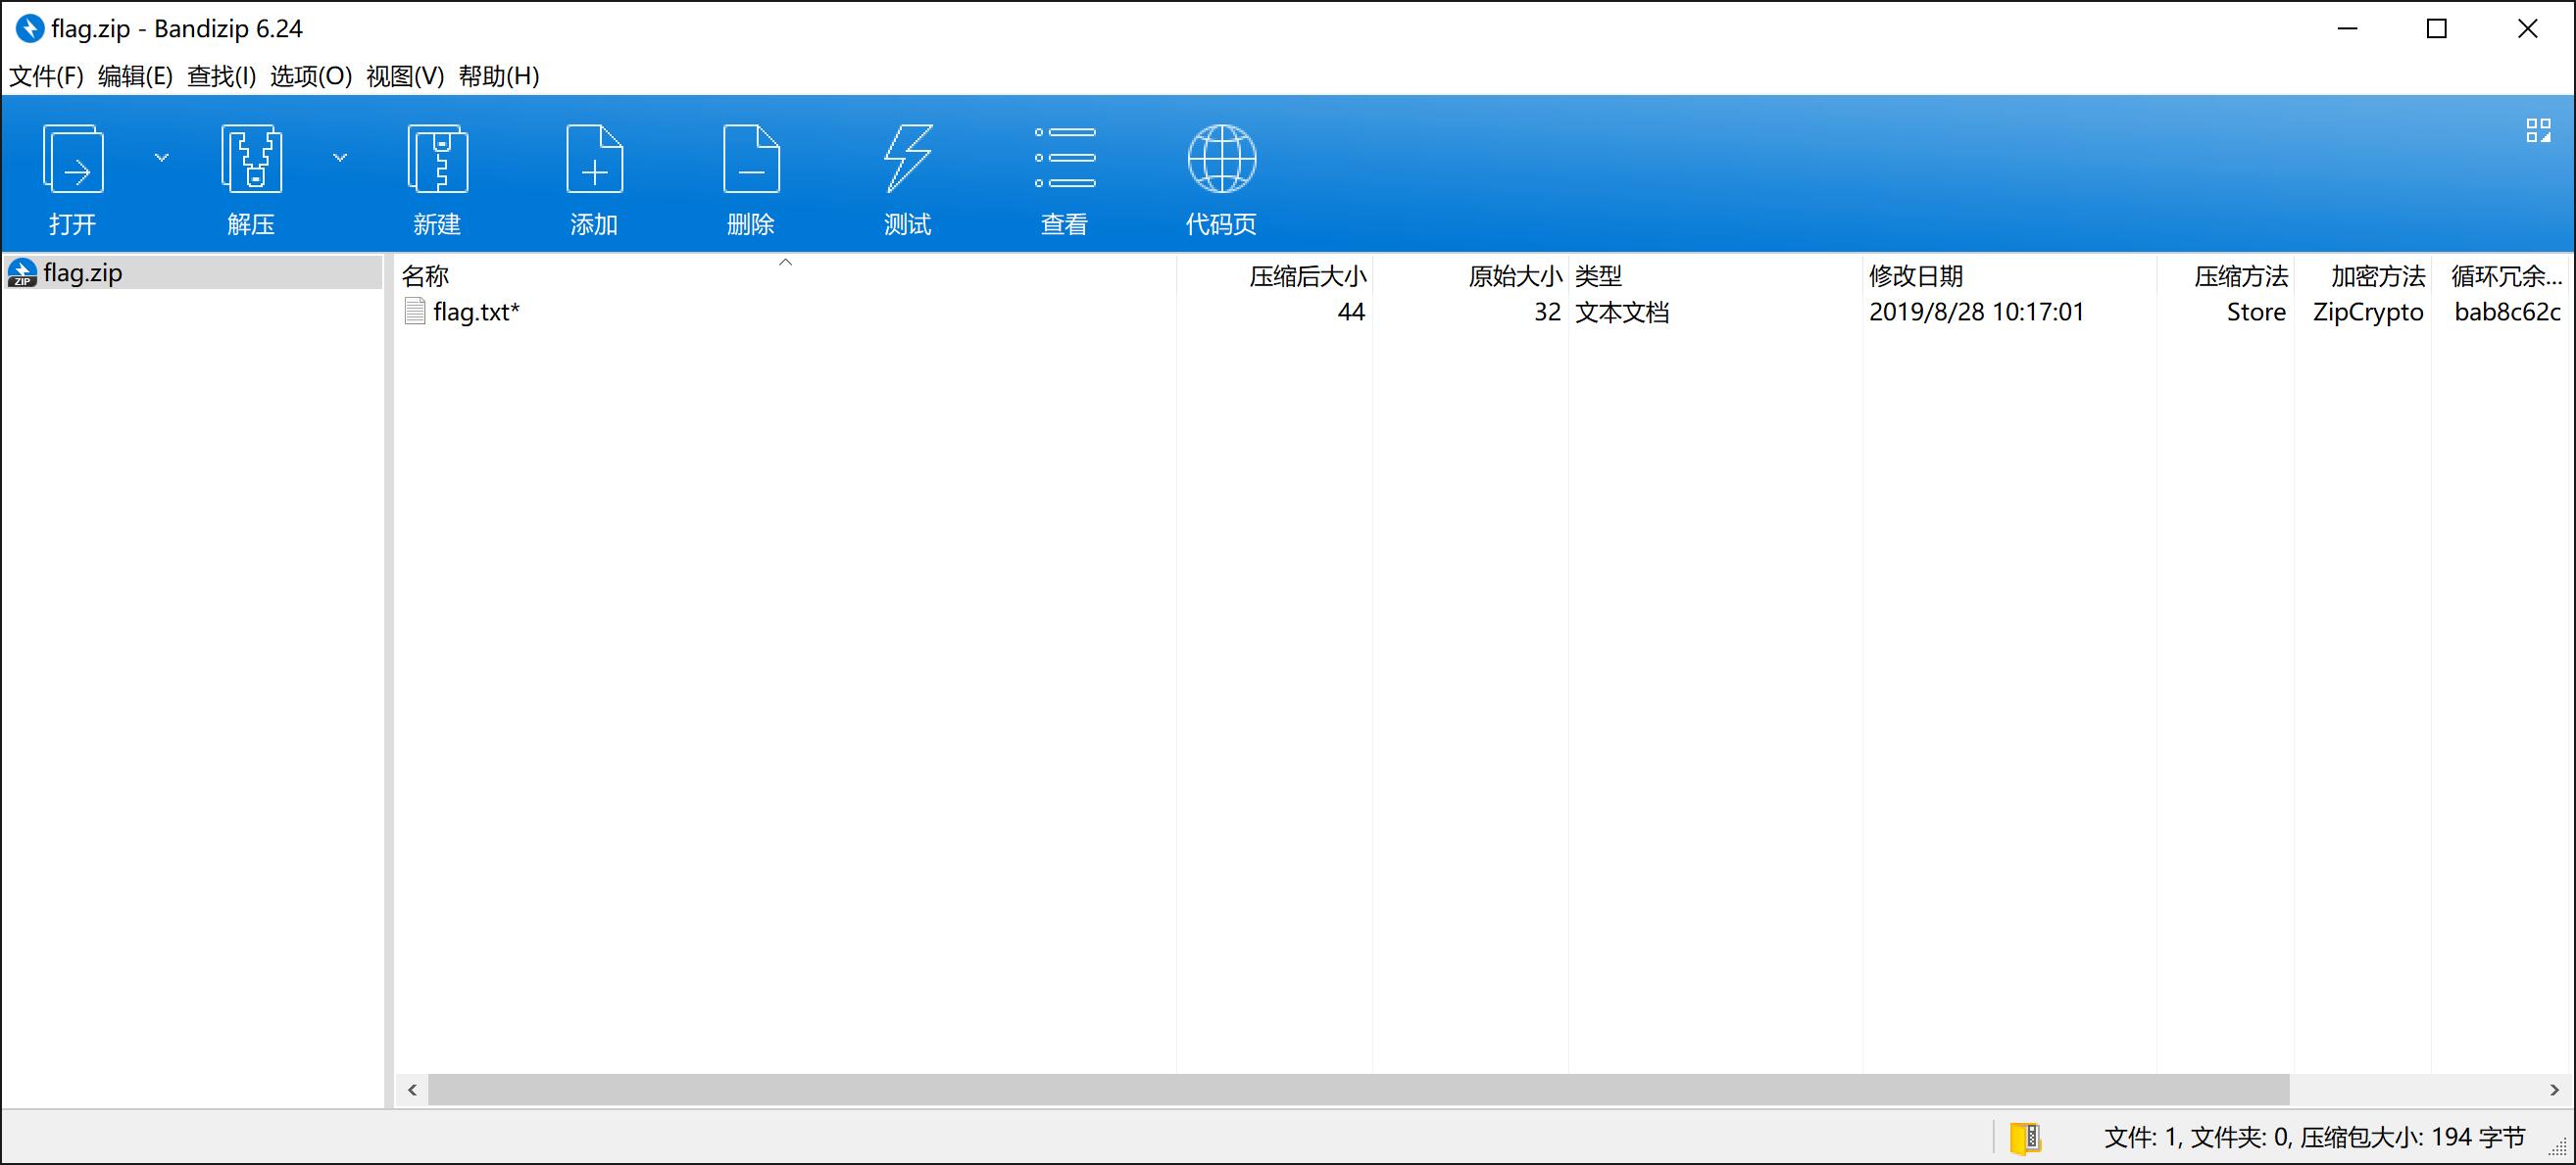 flag.zip - Bandizip 6.24
文件(F) 编辑(E) 查找(I) 选项(O) 视图(V) 帮助(H)
打开 解压 新建 添加 删除 测试 查看 代码页
ZIP flag.zip
名称 压缩后大小 原始大小 类型 修改日期 压缩方法 加密方法 循环冗余...
flag.txt* 44 32 文本文档 2019/8/28 10:17:01 Store ZipCrypto bab8c62c
文件: 1, 文件夹: 0, 压缩包大小: 194 字节